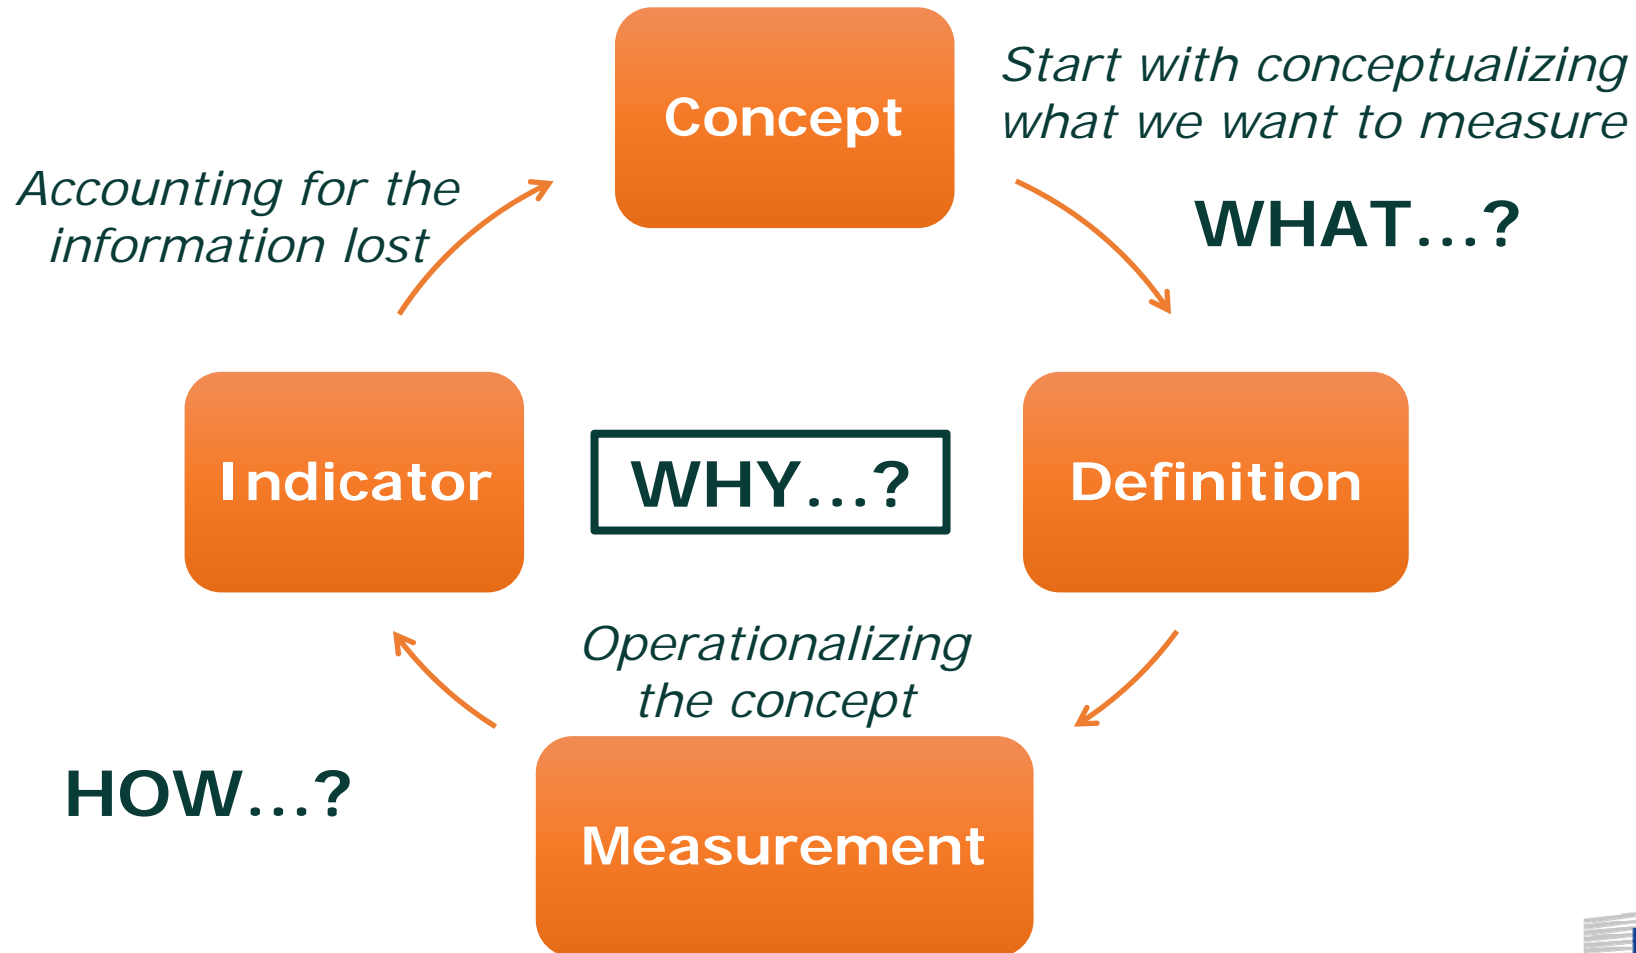 Concept
Start with conceptualizing
what we want to measure
WHAT...?
Accounting for the
information lost
Indicator
WHY...?
Definition
Operationalizing
the concept
HOW...?
Measurement